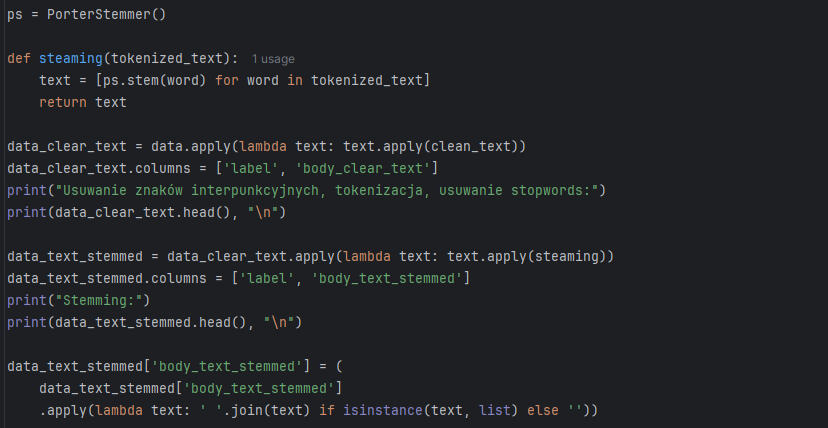 ps = PorterStemmer()
def steaming(tokenized_text): 1 usage
    text = [ps.stem(word) for word in tokenized_text]
    return text
data_clear_text = data.apply(lambda text: text.apply(clean_text))
data_clear_text.columns = ['label', 'body_clear_text']
print("Usuwanie znaków interpunkcyjnych, tokenizacja, usuwanie stopwords:")
print(data_clear_text.head(), "\n")
data_text_stemmed = data_clear_text.apply(lambda text: text.apply(steaming))
data_text_stemmed.columns = ['label', 'body_text_stemmed']
print("Stemming:")
print(data_text_stemmed.head(), "\n")
data_text_stemmed['body_text_stemmed'] = (
    data_text_stemmed['body_text_stemmed']
    .apply(lambda text: ' '.join(text) if isinstance(text, list) else ''))